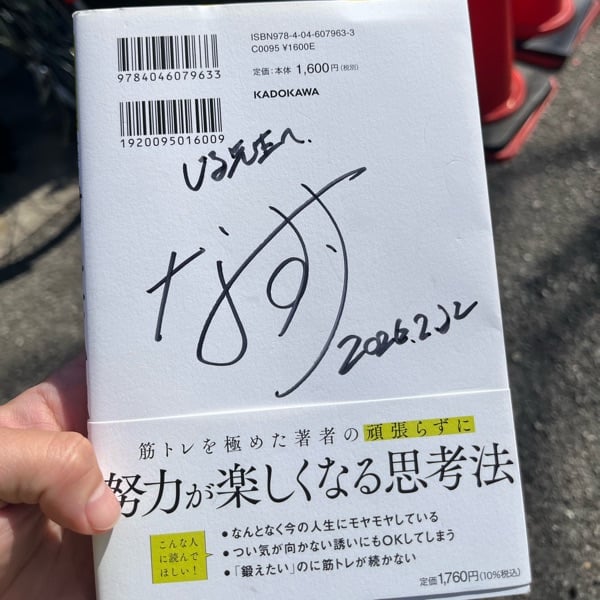 ISBN978-4-04-607963-3
C0095 ¥1600E
定価:本体 1,600円(税別)
KADOKAWA
9784046079633
1920095016009
しる先生へ
なかず
2026.2.22
筋トレを極めた著者の頑張らずに
努力が楽しくなる思考法
こんな人
に読んで
ほしい!
• なんとなく今の人生にモヤモヤしている
• つい気が向かない誘いにもOKしてしまう
• 「鍛えたい」のに筋トレが続かない
定価1,760円(10%税込)